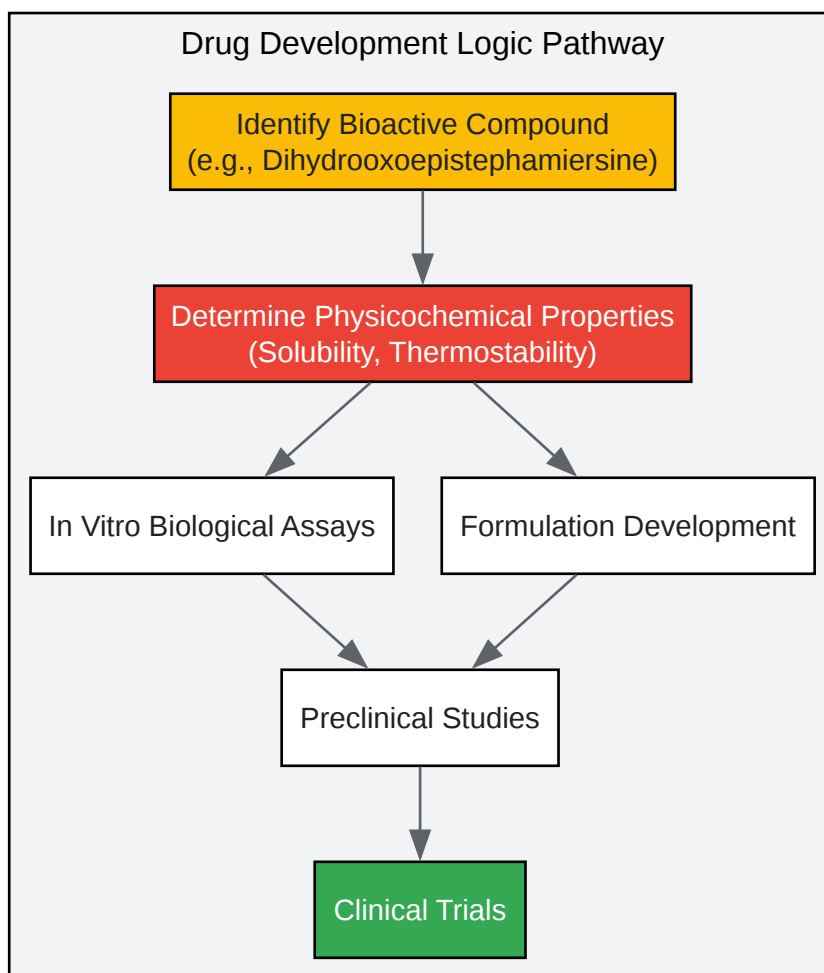 Drug Development Logic Pathway
Identify Bioactive Compound
(e.g., Dihydrooxoepistephamiersine)
Determine Physicochemical Properties
(Solubility, Thermostability)
In Vitro Biological Assays
Formulation Development
Preclinical Studies
Clinical Trials